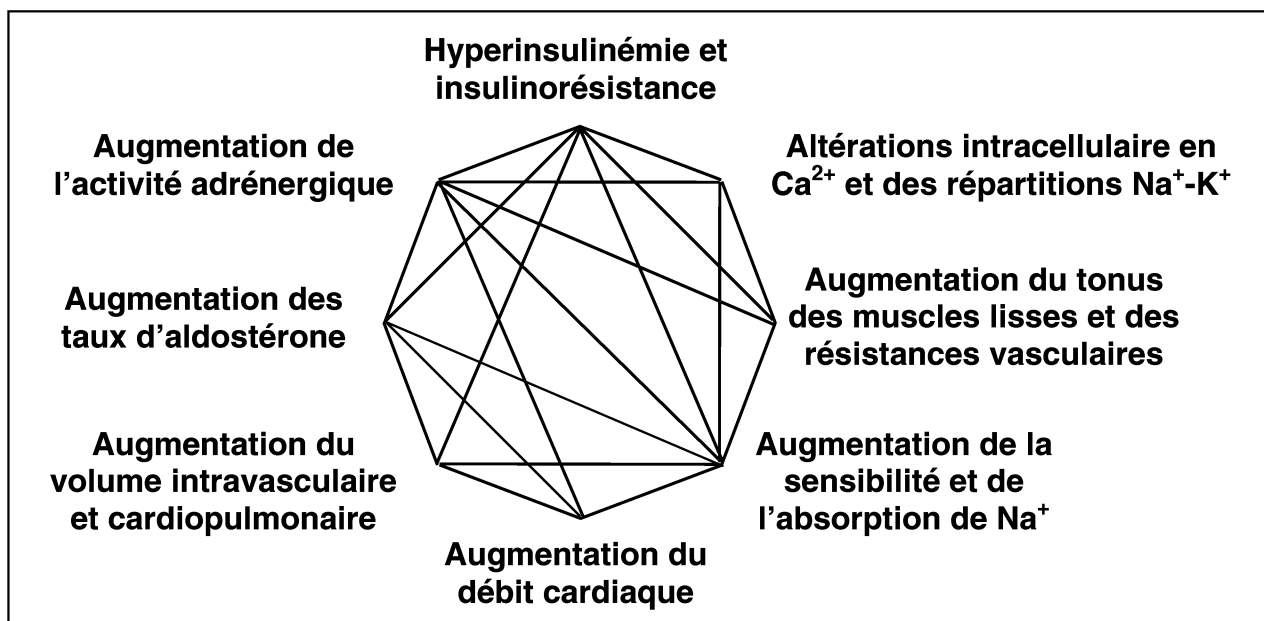 Hyperinsulinémie et
insulinorésistance
Augmentation de
l’activité adrénergique
Altérations intracellulaire en
Ca²⁺ et des répartitions Na⁺-K⁺
Augmentation des
taux d’aldostérone
Augmentation du tonus
des muscles lisses et des
résistances vasculaires
Augmentation du
volume intravasculaire
et cardiopulmonaire
Augmentation de la
sensibilité et de
l’absorption de Na⁺
Augmentation du
débit cardiaque